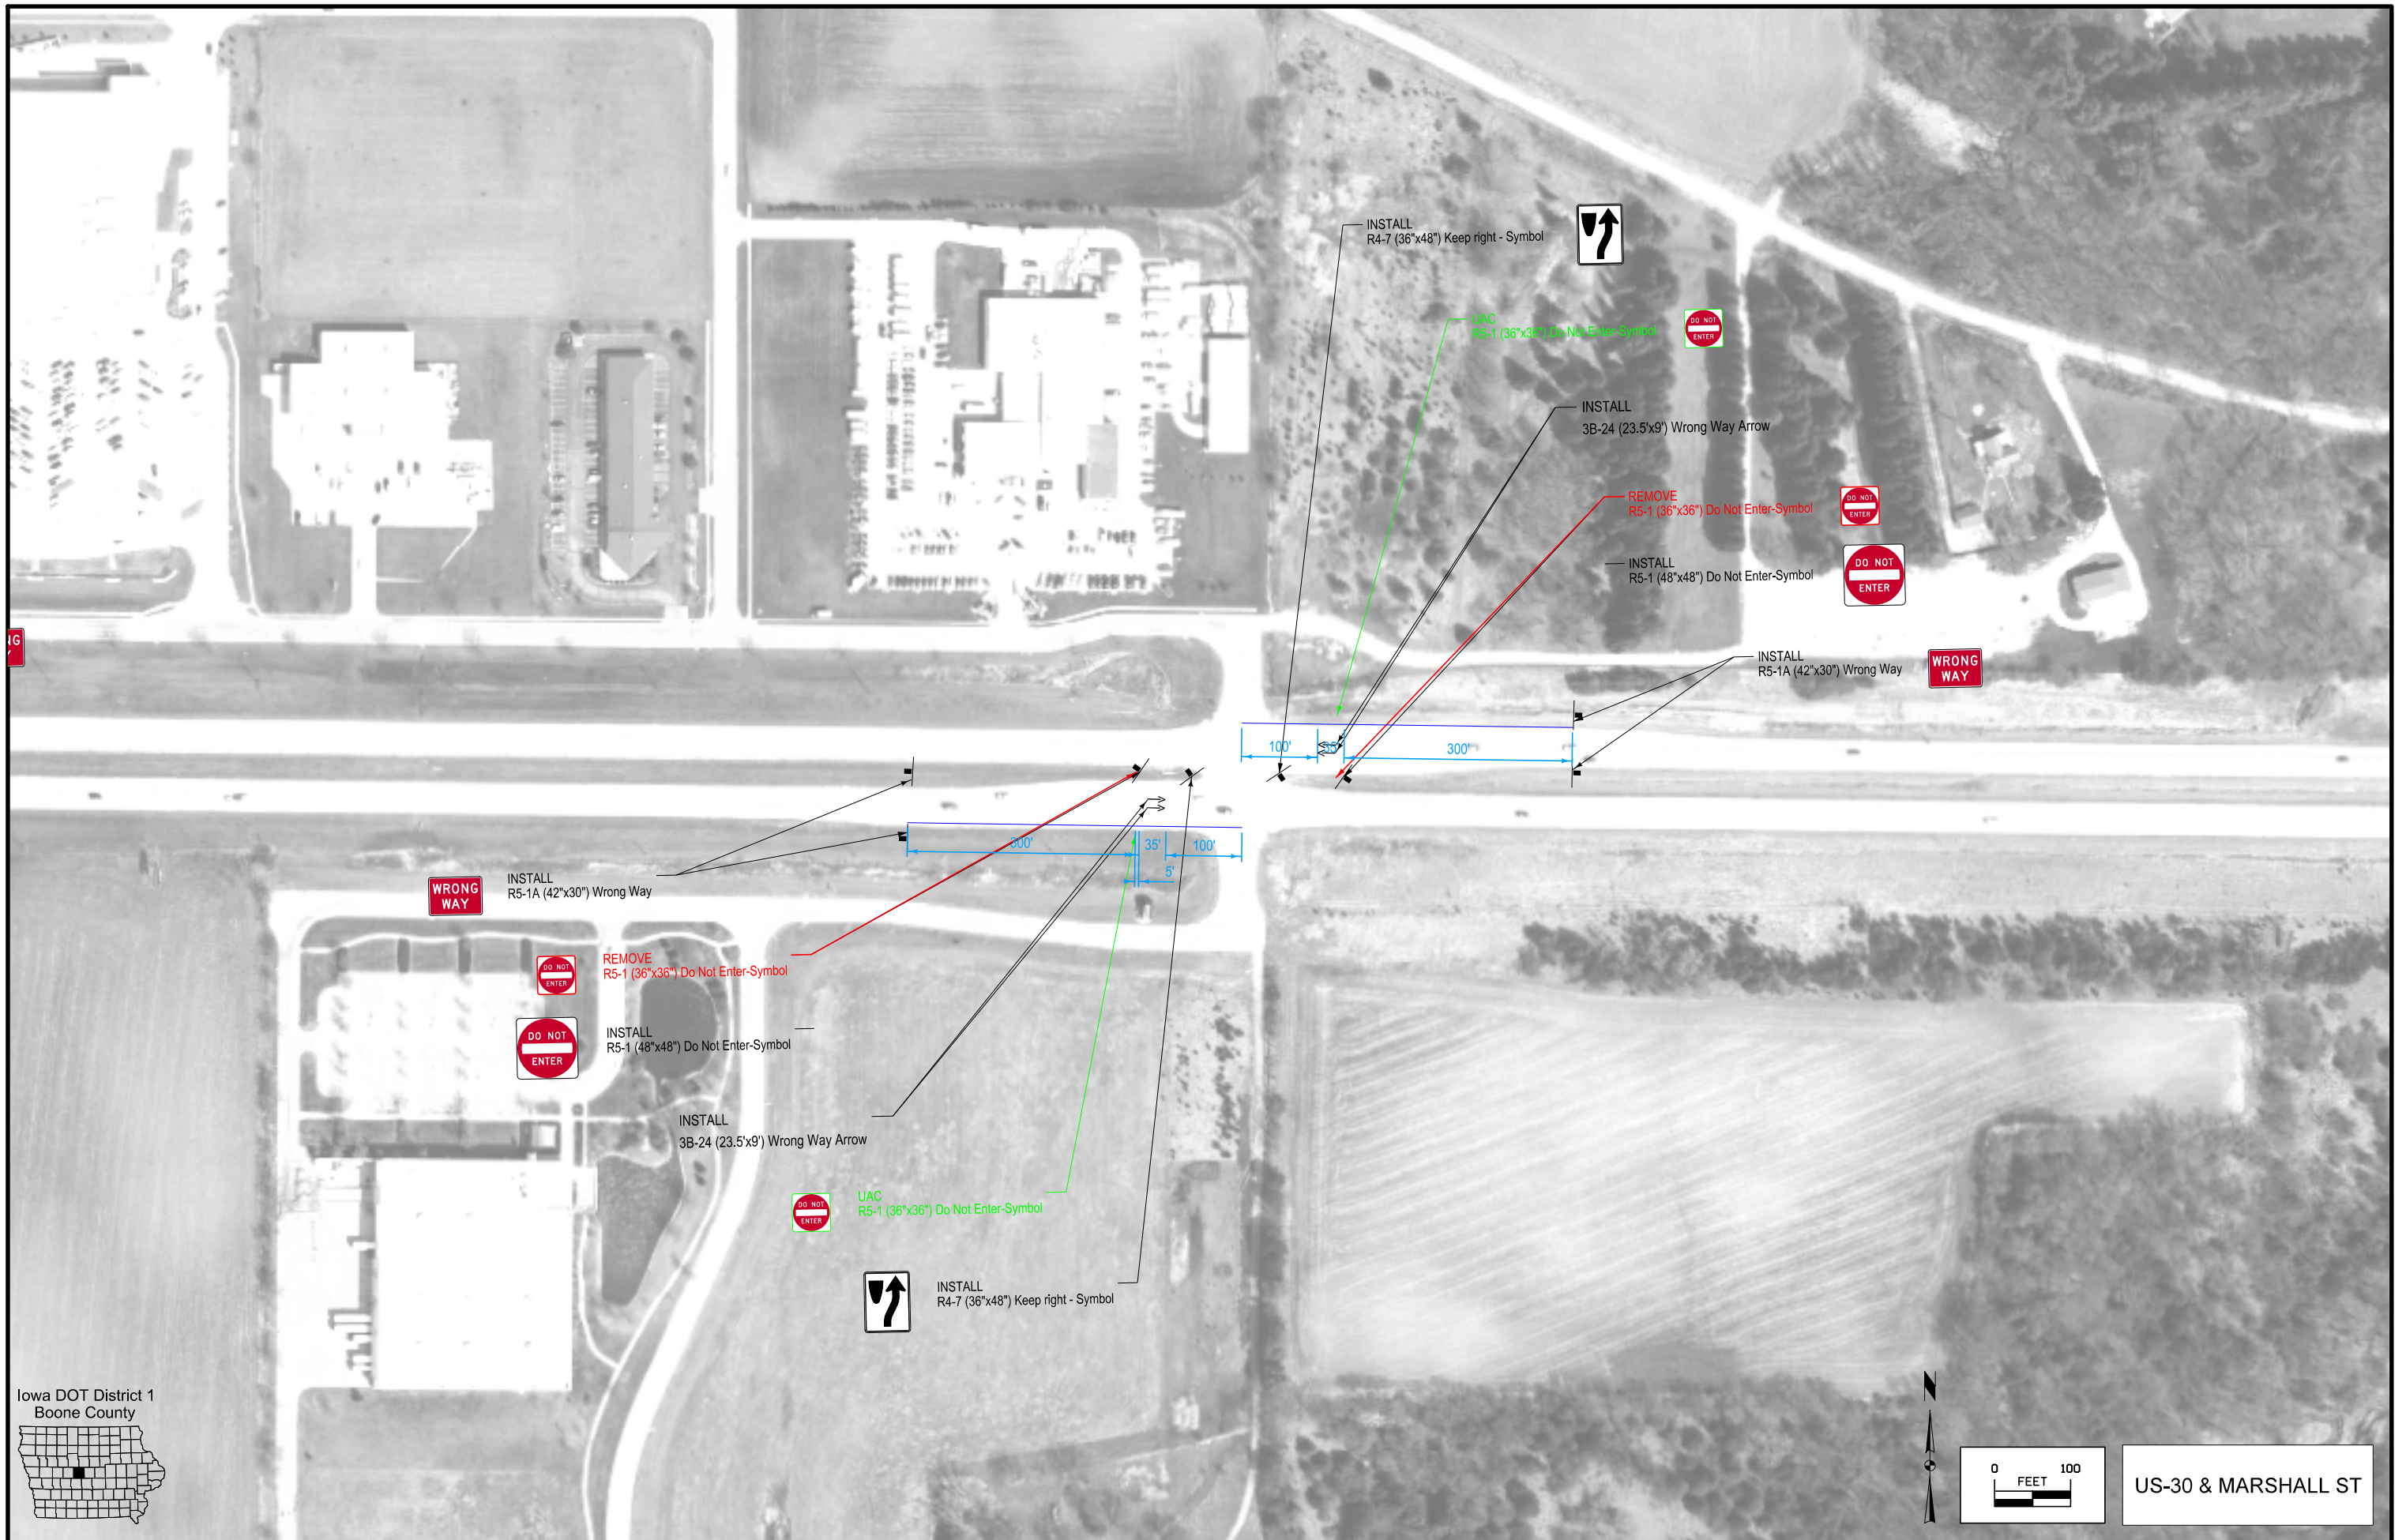 INSTALL
R4-7 (36"x48") Keep right - Symbol
UAC
R5-1 (36"x36") Do Not Enter-Symbol
DO NOT
ENTER
INSTALL
3B-24 (23.5'x9') Wrong Way Arrow
REMOVE
R5-1 (36"x36") Do Not Enter-Symbol
DO NOT
ENTER
INSTALL
R5-1 (48"x48") Do Not Enter-Symbol
DO NOT
ENTER
NG
INSTALL
R5-1A (42"x30") Wrong Way
WRONG
WAY
100'
35'
300'
300'
35'
100'
5'
WRONG
WAY
INSTALL
R5-1A (42"x30") Wrong Way
DO NOT
ENTER
REMOVE
R5-1 (36"x36") Do Not Enter-Symbol
DO NOT
ENTER
INSTALL
R5-1 (48"x48") Do Not Enter-Symbol
INSTALL
3B-24 (23.5'x9') Wrong Way Arrow
DO NOT
ENTER
UAC
R5-1 (36"x36") Do Not Enter-Symbol
INSTALL
R4-7 (36"x48") Keep right - Symbol
Iowa DOT District 1
Boone County
N
0 100
FEET
US-30 & MARSHALL ST